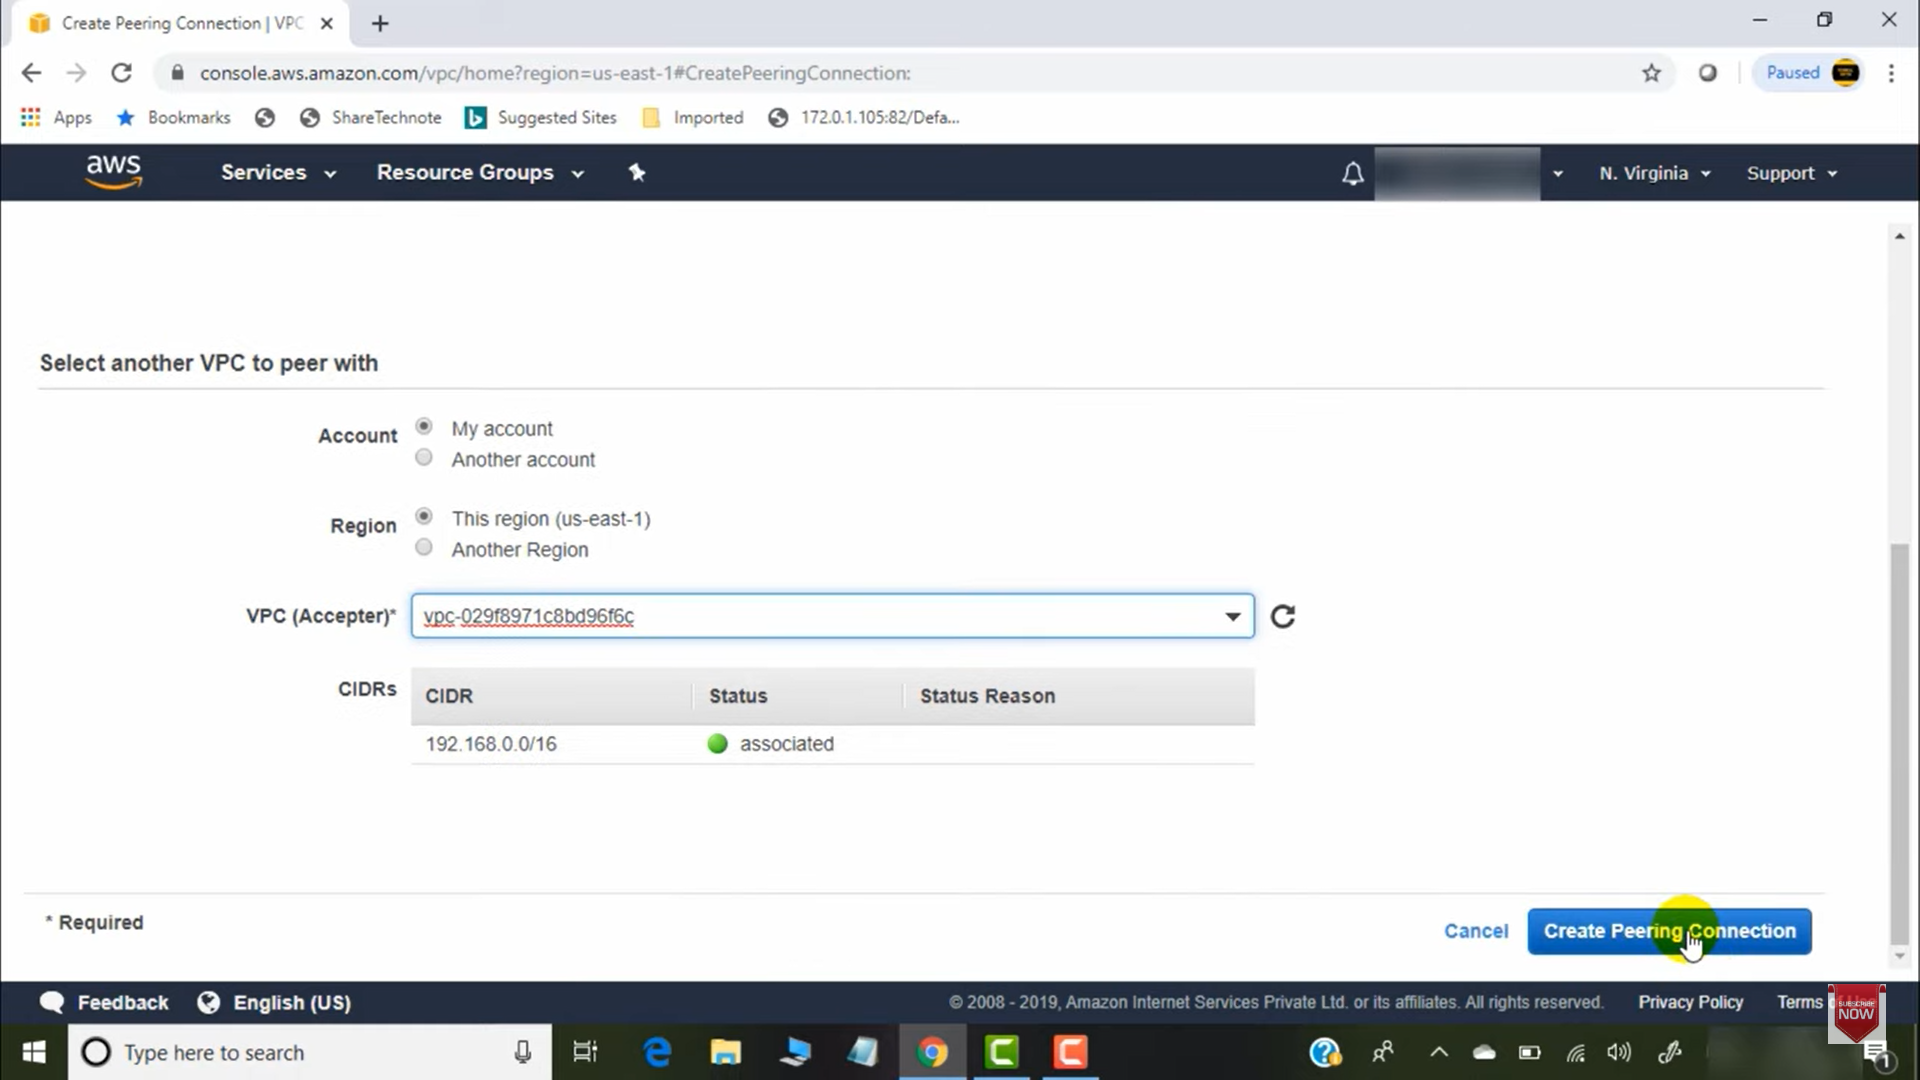 Create Peering Connection | VPC
console.aws.amazon.com/vpc/home?region=us-east-1#CreatePeeringConnection:
Paused
Apps
Bookmarks
ShareTechnote
Suggested Sites
Imported
172.0.1.105:82/Defa...
aws
Services
Resource Groups
N. Virginia
Support
Select another VPC to peer with
Account
My account
Another account
Region
This region (us-east-1)
Another Region
VPC (Accepter)*
vpc-029f8971c8bd96f6c
CIDRs
CIDR Status Status Reason
192.168.0.0/16 associated
* Required
Cancel
Create Peering Connection
Feedback
English (US)
© 2008 - 2019, Amazon Internet Services Private Ltd. or its affiliates. All rights reserved.
Privacy Policy
Terms
SUBSCRIBE
NOW
Type here to search
1